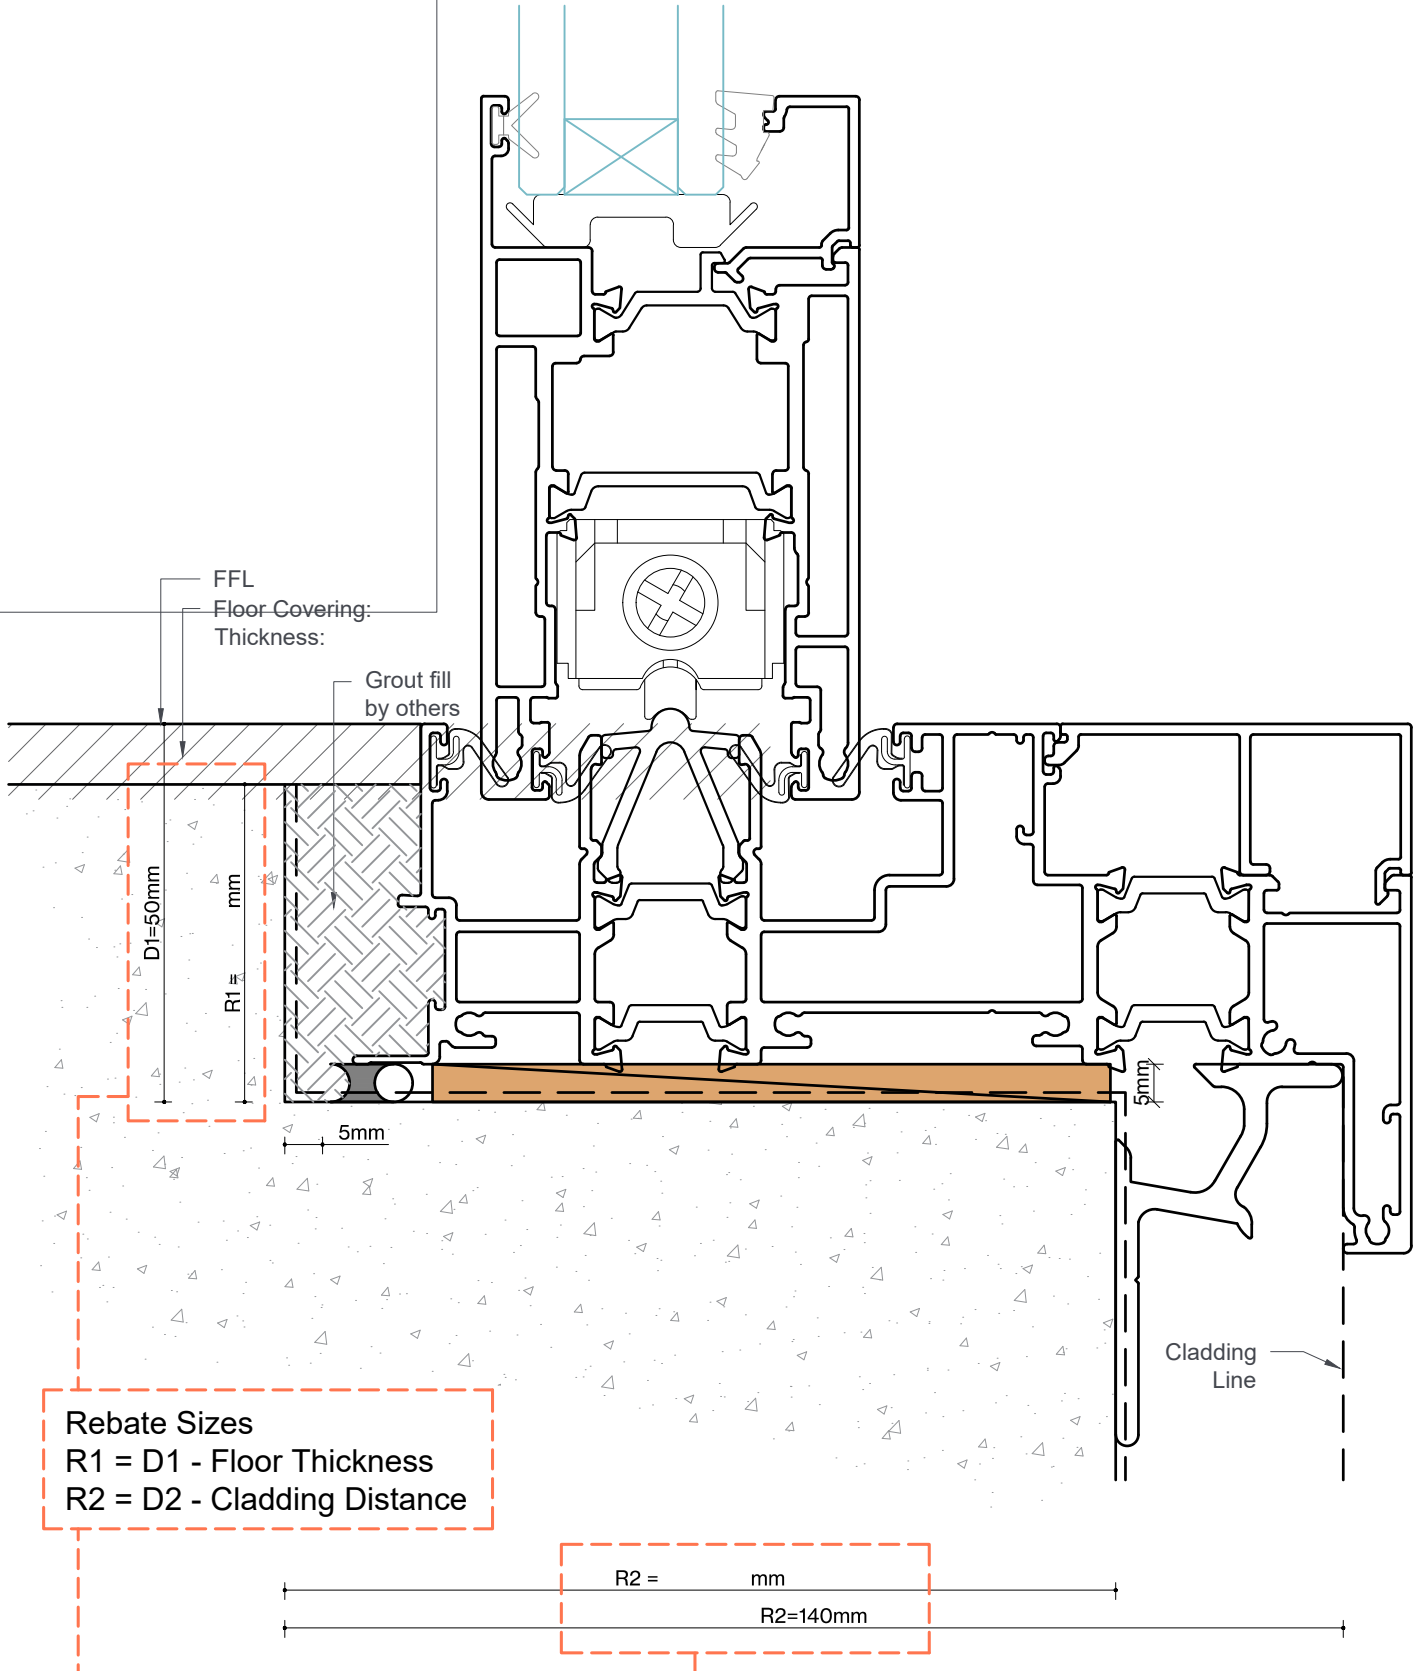 FFL
Floor Covering:
Thickness:
Grout fill
by others
D1=50mm
R1 = mm
5mm
5mm
Cladding
Line
Rebate Sizes
R1 = D1 - Floor Thickness
R2 = D2 - Cladding Distance
R2 = mm
R2=140mm